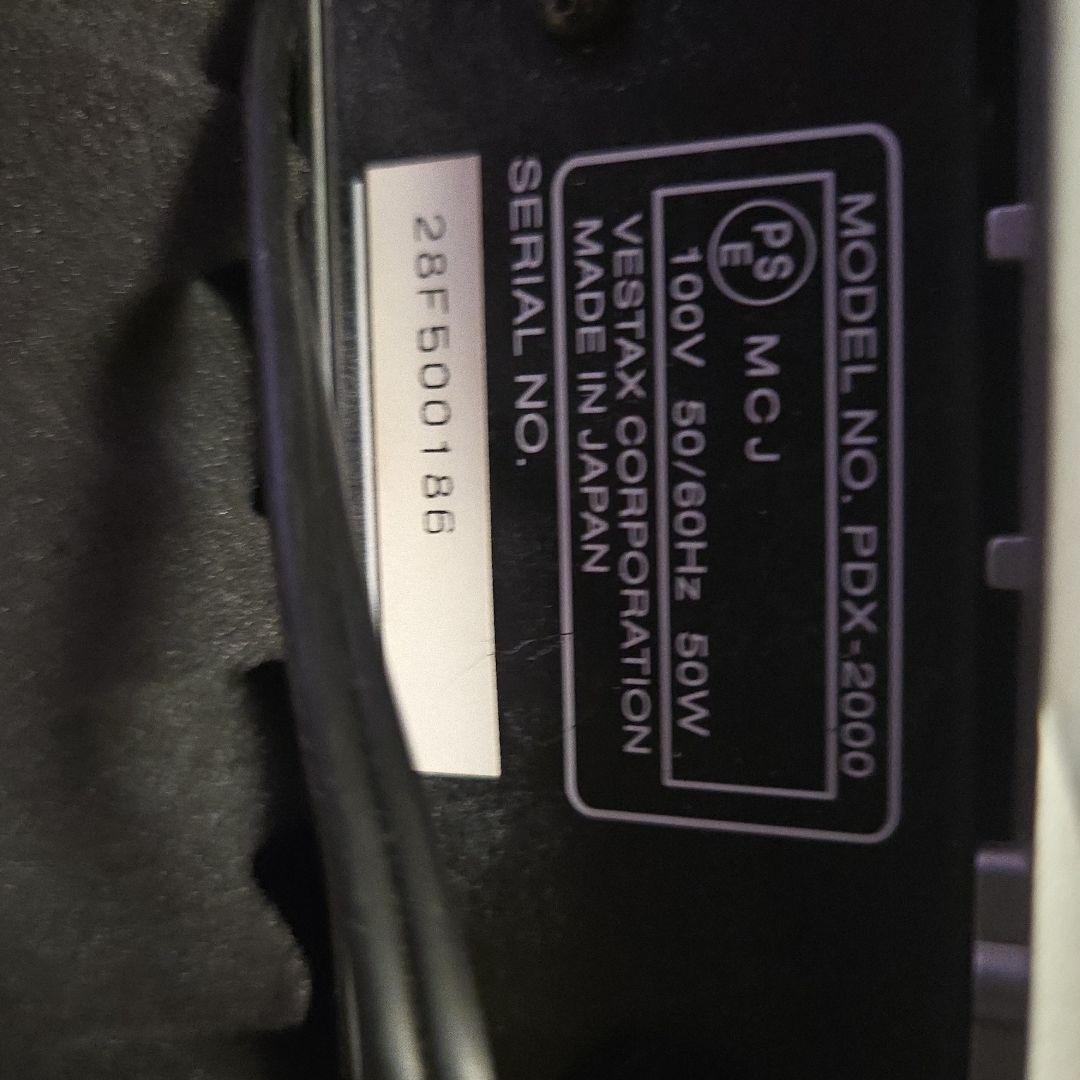 MODEL NO. PDX-2000
PS
E
MCJ
100V 50/60Hz 50W
VESTAX CORPORATION
MADE IN JAPAN
SERIAL NO.
28F500186